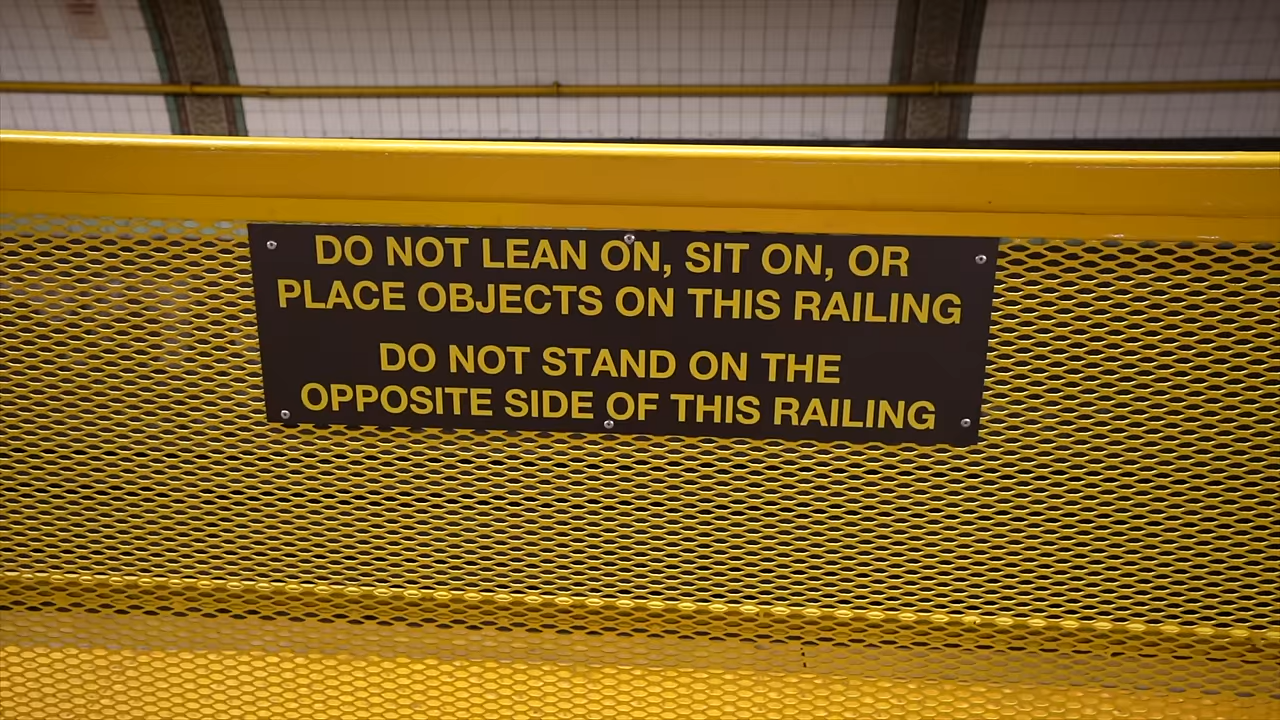 DO NOT LEAN ON, SIT ON, OR
PLACE OBJECTS ON THIS RAILING
DO NOT STAND ON THE
OPPOSITE SIDE OF THIS RAILING